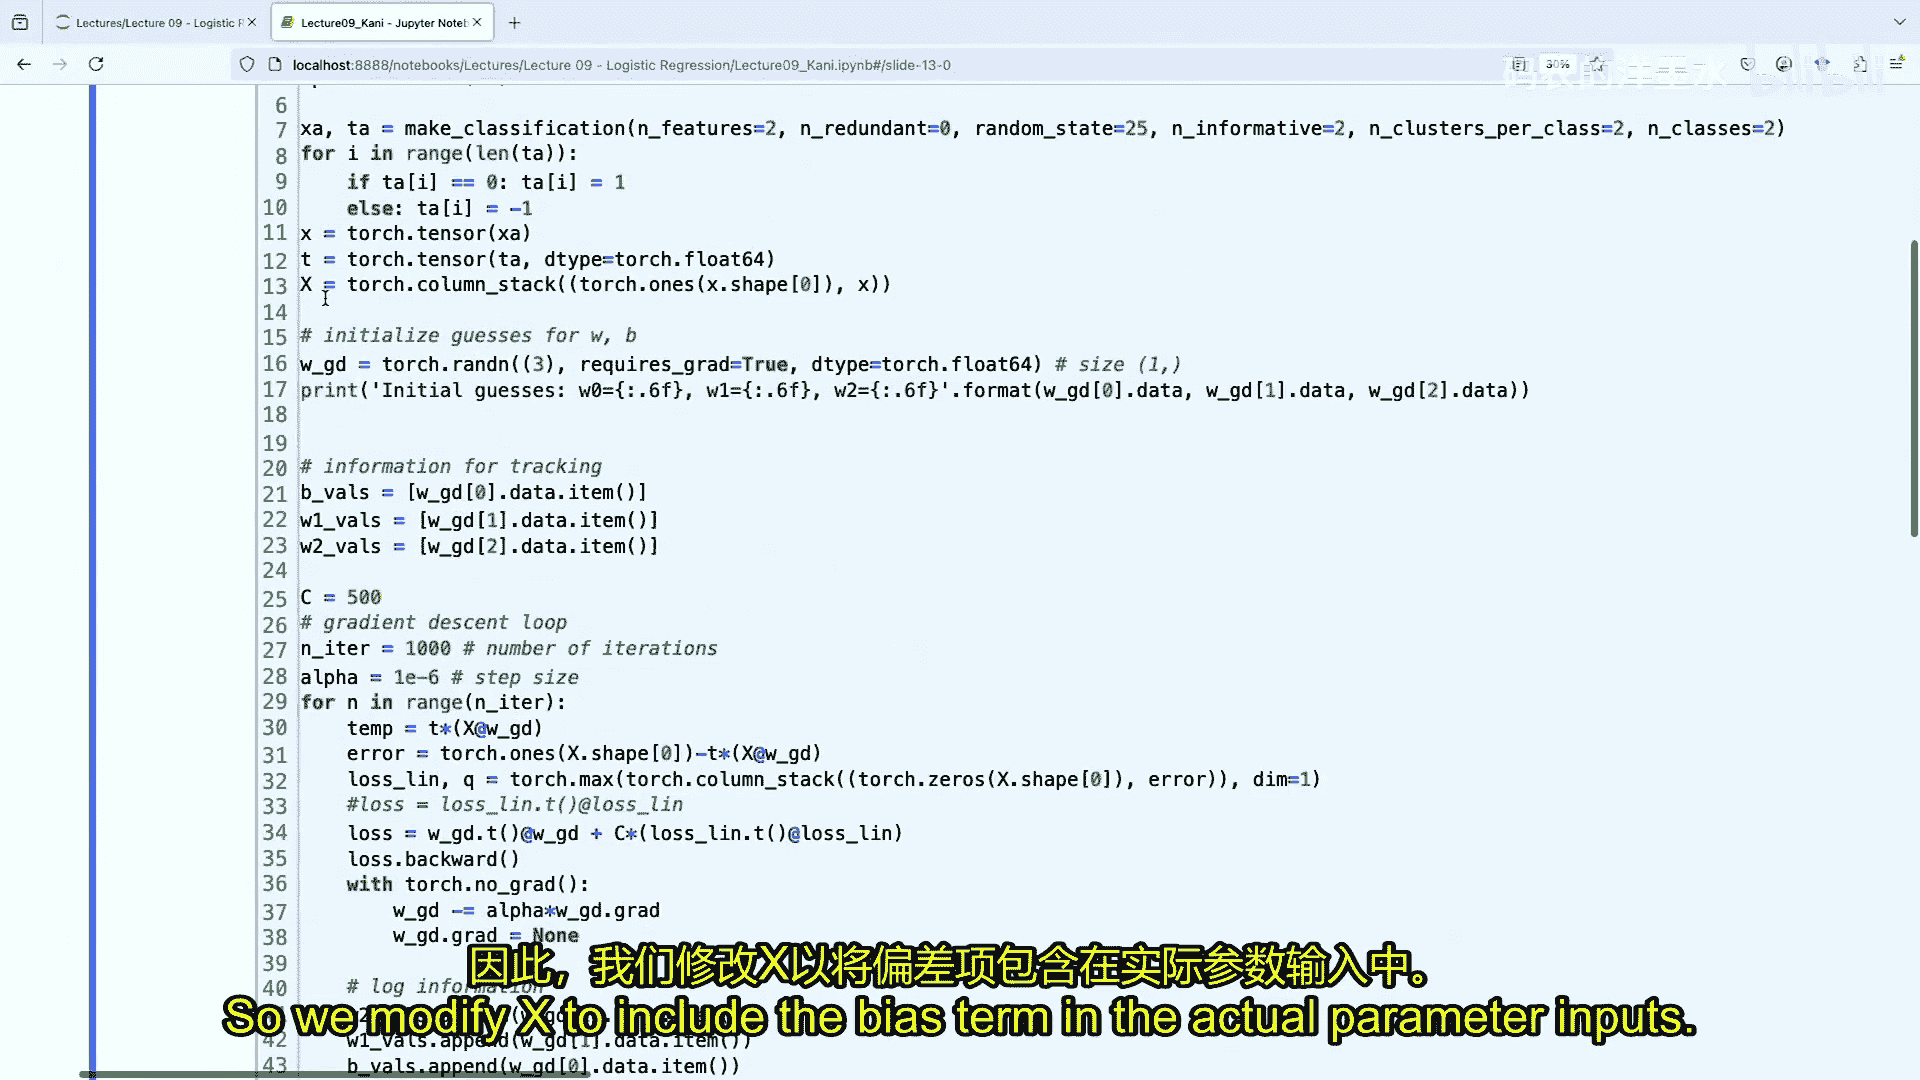 Lectures/Lecture 09 - Logistic R
Lecture09_Kani - Jupyter Note
localhost:8888/notebooks/Lectures/Lecture 09 - Logistic Regression/Lecture09_Kani.ipynb#/slide-13-0
30%
6
7 xa, ta = make_classification(n_features=2, n_redundant=0, random_state=25, n_informative=2, n_clusters_per_class=2, n_classes=2)
8 for i in range(len(ta)):
9     if ta[i] == 0: ta[i] = 1
10     else: ta[i] = -1
11 x = torch.tensor(xa)
12 t = torch.tensor(ta, dtype=torch.float64)
13 X = torch.column_stack((torch.ones(x.shape[0]), x))
14
15 # initialize guesses for w, b
16 w_gd = torch.randn((3), requires_grad=True, dtype=torch.float64) # size (1,)
17 print('Initial guesses: w0={:.6f}, w1={:.6f}, w2={:.6f}'.format(w_gd[0].data, w_gd[1].data, w_gd[2].data))
18
19
20 # information for tracking
21 b_vals = [w_gd[0].data.item()]
22 w1_vals = [w_gd[1].data.item()]
23 w2_vals = [w_gd[2].data.item()]
24
25 C = 500
26 # gradient descent loop
27 n_iter = 1000 # number of iterations
28 alpha = 1e-6 # step size
29 for n in range(n_iter):
30     temp = t*(X@w_gd)
31     error = torch.ones(X.shape[0])-t*(X@w_gd)
32     loss_lin, q = torch.max(torch.column_stack((torch.zeros(X.shape[0]), error)), dim=1)
33     #loss = loss_lin.t()@loss_lin
34     loss = w_gd.t()@w_gd + C*(loss_lin.t()@loss_lin)
35     loss.backward()
36     with torch.no_grad():
37         w_gd -= alpha*w_gd.grad
38         w_gd.grad = None
39
40     # log information
42     w1_vals.append(w_gd[1].data.item())
43     b_vals.append(w_gd[0].data.item())
因此，我们修改X以将偏差项包含在实际参数输入中。
So we modify X to include the bias term in the actual parameter inputs.